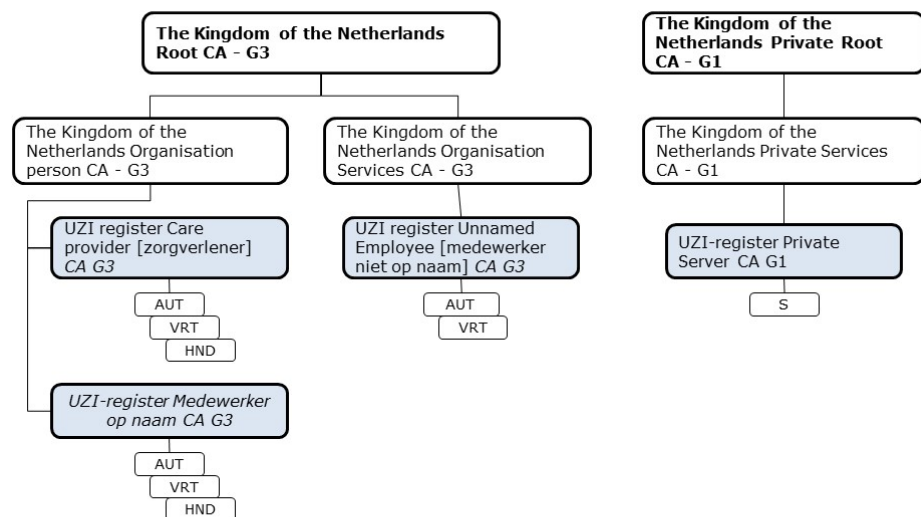 The Kingdom of the Netherlands
Root CA - G3
The Kingdom of the
Netherlands Private Root
CA - G1
The Kingdom of the
Netherlands Organisation
person CA - G3
The Kingdom of the
Netherlands Organisation
Services CA - G3
The Kingdom of the
Netherlands Private Services
CA - G1
UZI register Care
provider [zorgverlener]
CA G3
UZI register Unnamed
Employee [medewerker
niet op naam] CA G3
UZI-register Private
Server CA G1
AUT
VRT
HND
AUT
VRT
S
UZI-register Medewerker
op naam CA G3
AUT
VRT
HND